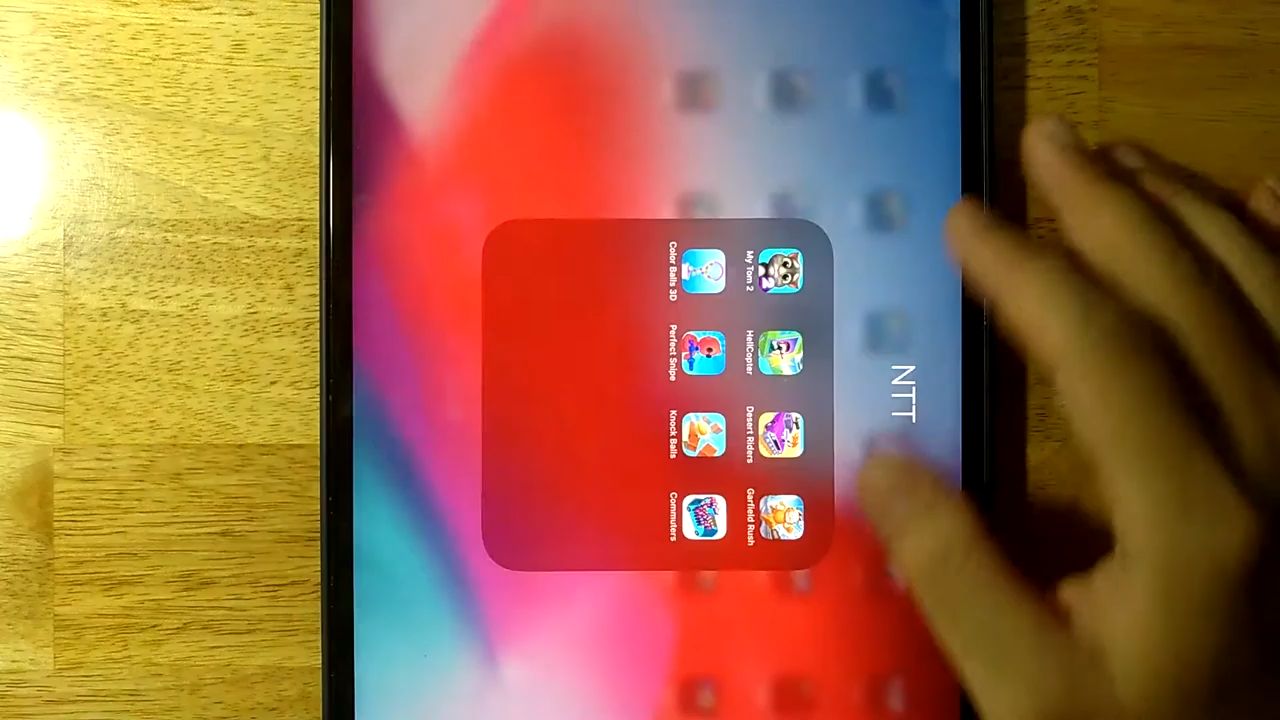 NTT
My Tom 2
HeliCopter
Desert Riders
Garfield Rush
Color Balls 3D
Perfect Snipe
Knock Balls
Commuters